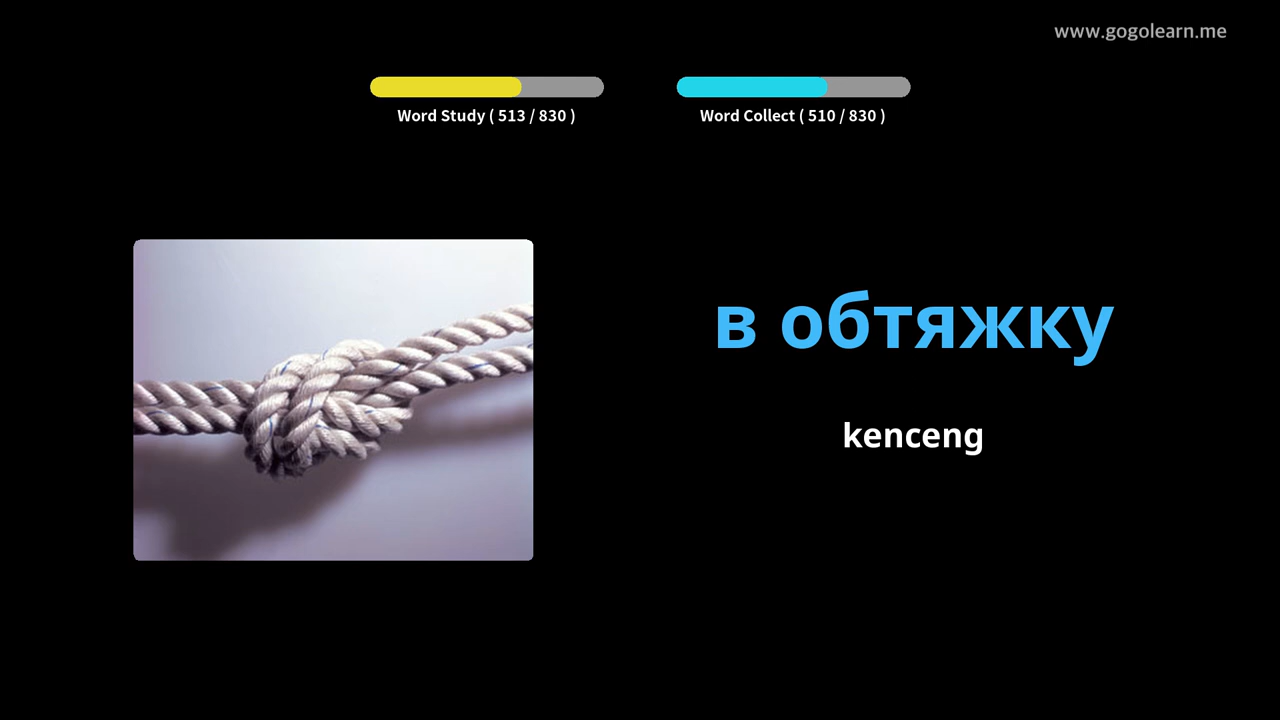 www.gogolearn.me
Word Study ( 513 / 830 )
Word Collect ( 510 / 830 )
в обтяжку
kenceng